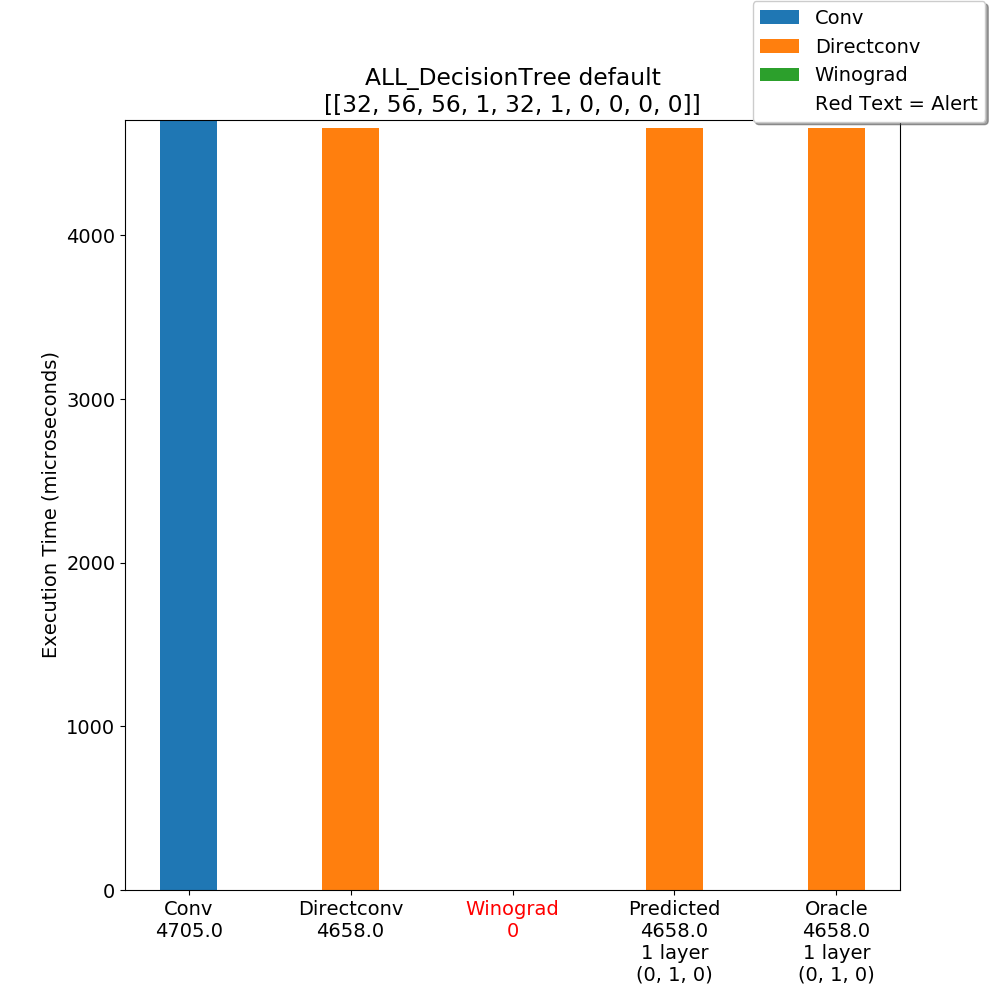 Conv
Directconv
Winograd
Red Text = Alert
ALL_DecisionTree default
[[32, 56, 56, 1, 32, 1, 0, 0, 0, 0]]
Execution Time (microseconds)
4000
3000
2000
1000
0
Conv
4705.0
Directconv
4658.0
Winograd
0
Predicted
4658.0
1 layer
(0, 1, 0)
Oracle
4658.0
1 layer
(0, 1, 0)